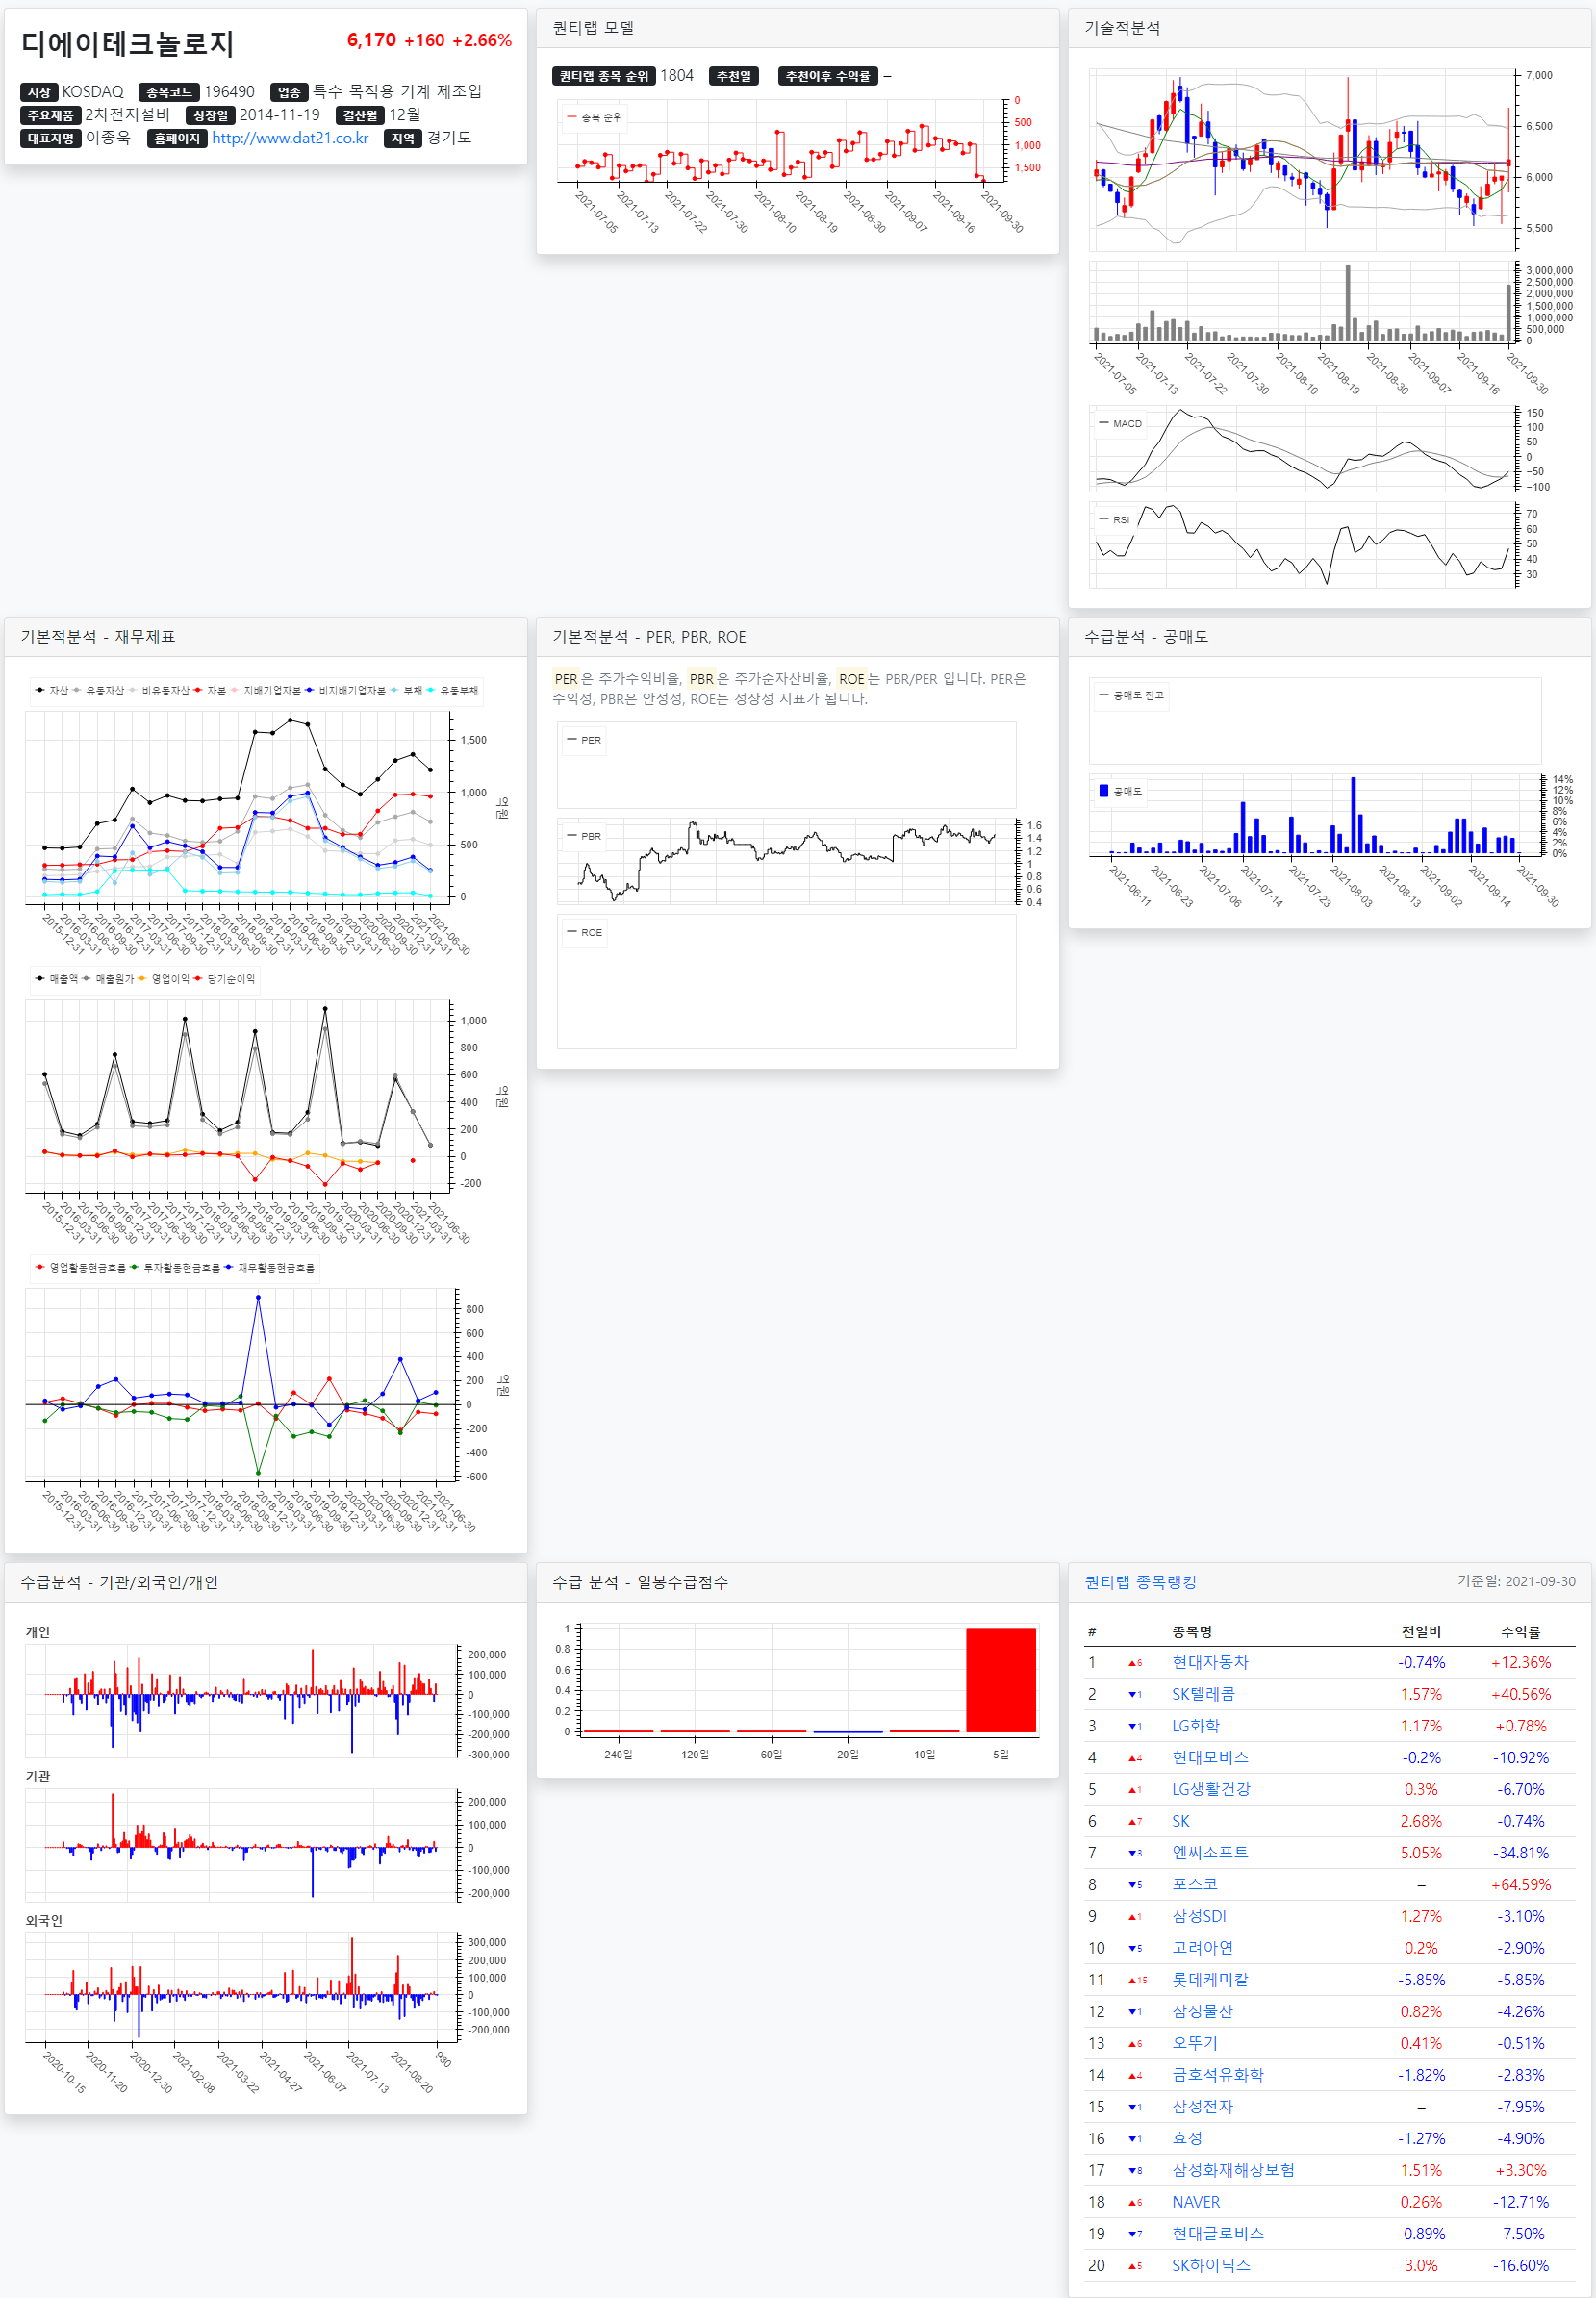 디에이테크놀로지 6,170 +160 +2.66%
시장 KOSDAQ 종목코드 196490 업종 특수 목적용 기계 제조업
주요제품 2차전지설비 상장일 2014-11-19 결산월 12월
대표자명 이종욱 홈페이지 http://www.dat21.co.kr 지역 경기도
퀀티랩 모델
퀀티랩 종목 순위 1804 추천일 추천이후 수익률 –
종목 순위
0
500
1,000
1,500
2021-07-05 2021-07-13 2021-07-22 2021-07-30 2021-08-10 2021-08-19 2021-08-30 2021-09-07 2021-09-16 2021-09-30
기술적분석
7,000
6,500
6,000
5,500
3,000,000
2,500,000
2,000,000
1,500,000
1,000,000
500,000
0
2021-07-05 2021-07-13 2021-07-22 2021-07-30 2021-08-10 2021-08-19 2021-08-30 2021-09-07 2021-09-16 2021-09-30
MACD
150
100
50
0
-50
-100
RSI
70
60
50
40
30
기본적분석 - 재무제표
자산 유동자산 비유동자산 자본 지배기업자본 비지배기업자본 부채 유동부채
1,500
1,000
500
0
억원
2015-12-31 2016-03-31 2016-06-30 2016-09-30 2016-12-31 2017-03-31 2017-06-30 2017-09-30 2017-12-31 2018-03-31 2018-06-30 2018-09-30 2018-12-31 2019-03-31 2019-06-30 2019-09-30 2019-12-31 2020-03-31 2020-06-30 2020-09-30 2020-12-31 2021-03-31 2021-06-30
매출액 매출원가 영업이익 당기순이익
1,000
800
600
400
200
0
-200
억원
2015-12-31 2016-03-31 2016-06-30 2016-09-30 2016-12-31 2017-03-31 2017-06-30 2017-09-30 2017-12-31 2018-03-31 2018-06-30 2018-09-30 2018-12-31 2019-03-31 2019-06-30 2019-09-30 2019-12-31 2020-03-31 2020-06-30 2020-09-30 2020-12-31 2021-03-31 2021-06-30
영업활동현금흐름 투자활동현금흐름 재무활동현금흐름
800
600
400
200
0
-200
-400
-600
억원
2015-12-31 2016-03-31 2016-06-30 2016-09-30 2016-12-31 2017-03-31 2017-06-30 2017-09-30 2017-12-31 2018-03-31 2018-06-30 2018-09-30 2018-12-31 2019-03-31 2019-06-30 2019-09-30 2019-12-31 2020-03-31 2020-06-30 2020-09-30 2020-12-31 2021-03-31 2021-06-30
기본적분석 - PER, PBR, ROE
PER은 주가수익비율, PBR은 주가순자산비율, ROE는 PBR/PER 입니다. PER은
수익성, PBR은 안정성, ROE는 성장성 지표가 됩니다.
PER
PBR
1.6
1.4
1.2
1
0.8
0.6
0.4
ROE
수급분석 - 공매도
공매도 잔고
공매도
14%
12%
10%
8%
6%
4%
2%
0%
2021-06-11 2021-06-23 2021-07-06 2021-07-14 2021-07-23 2021-08-03 2021-08-13 2021-09-02 2021-09-14 2021-09-30
수급분석 - 기관/외국인/개인
개인
200,000
100,000
0
-100,000
-200,000
-300,000
기관
200,000
100,000
0
-100,000
-200,000
외국인
300,000
200,000
100,000
0
-100,000
-200,000
2020-10-15 2020-11-20 2020-12-30 2021-02-08 2021-03-22 2021-04-27 2021-06-07 2021-07-13 2021-08-20 930
수급 분석 - 일봉수급점수
1
0.8
0.6
0.4
0.2
0
240일 120일 60일 20일 10일 5일
퀀티랩 종목랭킹 기준일: 2021-09-30
# 종목명 전일비 수익률
1 ▲6 현대자동차 -0.74% +12.36%
2 ▼1 SK텔레콤 1.57% +40.56%
3 ▼1 LG화학 1.17% +0.78%
4 ▲4 현대모비스 -0.2% -10.92%
5 ▲1 LG생활건강 0.3% -6.70%
6 ▲7 SK 2.68% -0.74%
7 ▼3 엔씨소프트 5.05% -34.81%
8 ▼5 포스코 – +64.59%
9 ▲1 삼성SDI 1.27% -3.10%
10 ▼5 고려아연 0.2% -2.90%
11 ▲15 롯데케미칼 -5.85% -5.85%
12 ▼1 삼성물산 0.82% -4.26%
13 ▲6 오뚜기 0.41% -0.51%
14 ▲4 금호석유화학 -1.82% -2.83%
15 ▼1 삼성전자 – -7.95%
16 ▼1 효성 -1.27% -4.90%
17 ▼8 삼성화재해상보험 1.51% +3.30%
18 ▲6 NAVER 0.26% -12.71%
19 ▼7 현대글로비스 -0.89% -7.50%
20 ▲5 SK하이닉스 3.0% -16.60%